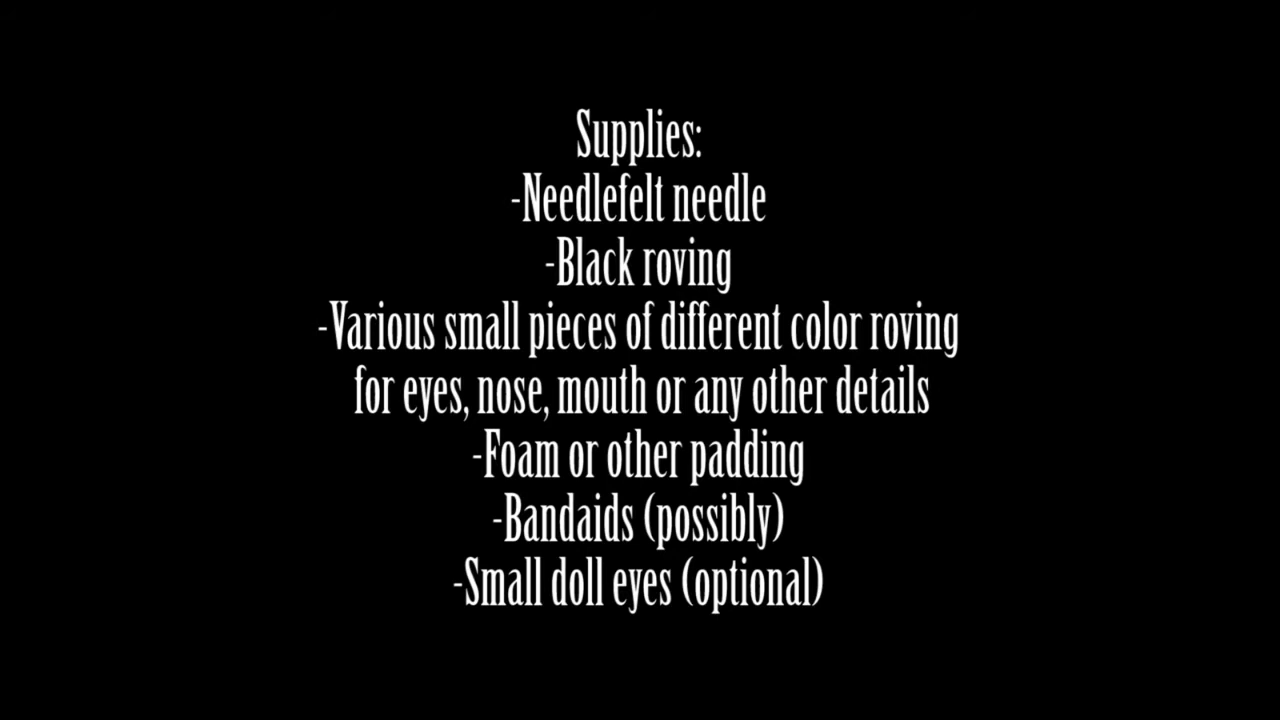 Supplies:
-Needlefelt needle
-Black roving
-Various small pieces of different color roving
for eyes, nose, mouth or any other details
-Foam or other padding
-Bandaids (possibly)
-Small doll eyes (optional)